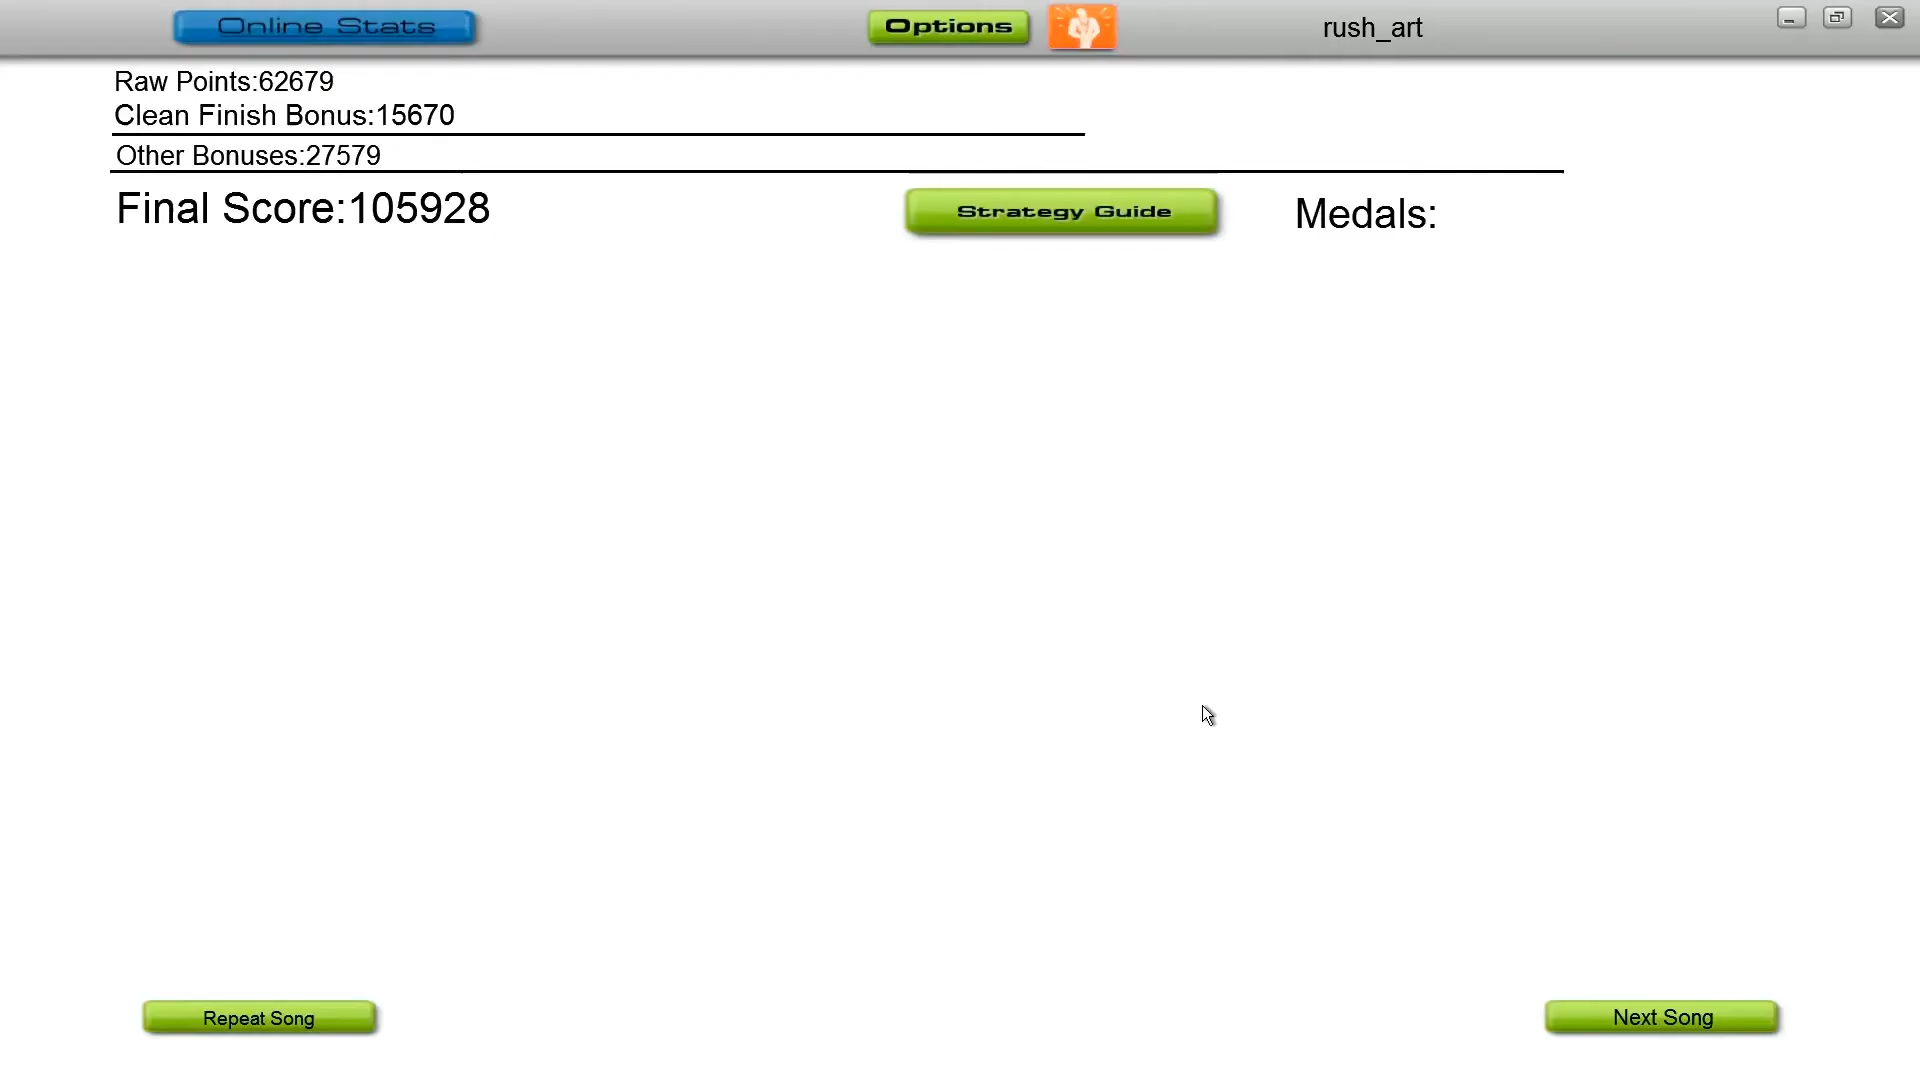 Online Stats
Options
rush_art
Raw Points:62679
Clean Finish Bonus:15670
Other Bonuses:27579
Final Score:105928
Strategy Guide
Medals:
Repeat Song
Next Song